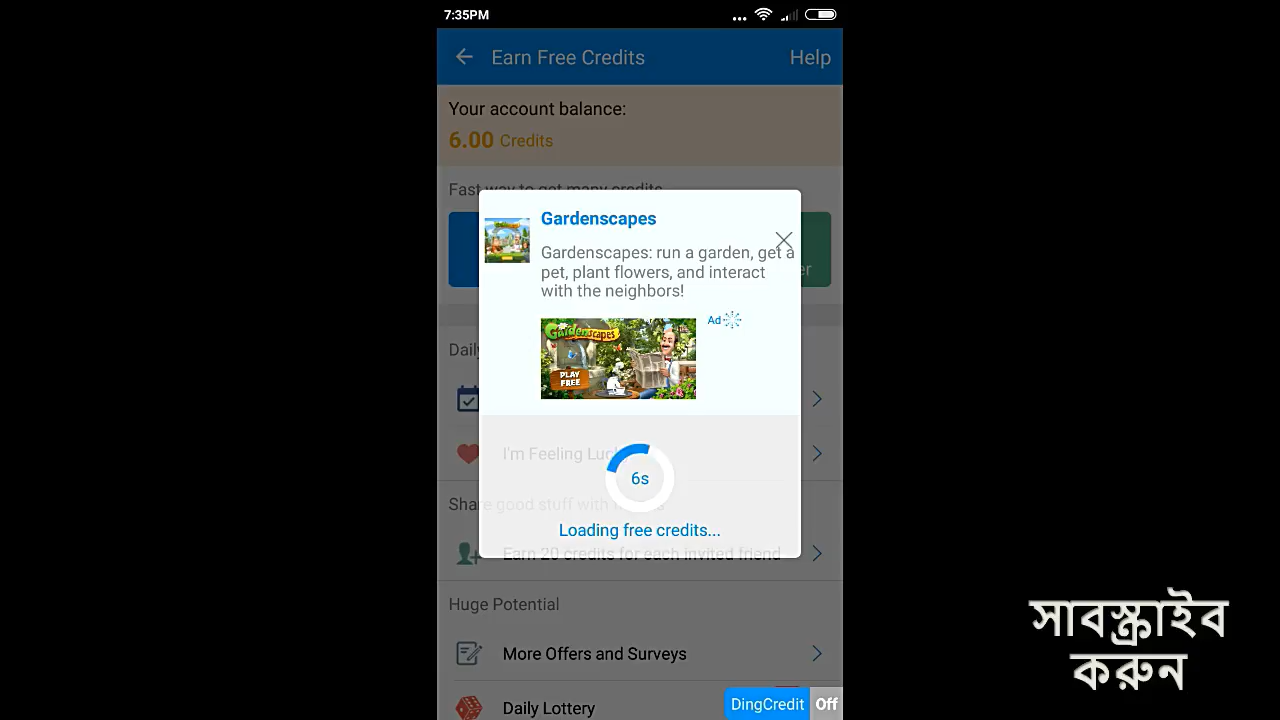 7:35PM
Earn Free Credits
Help
Your account balance:
6.00 Credits
Fast way to get many credits
Gardenscapes
Gardenscapes: run a garden, get a
pet, plant flowers, and interact
with the neighbors!
er
Ad
Gardenscapes
PLAY
FREE
Daily
I'm Feeling Luc
6s
Share good stuff with
Loading free credits...
Earn 20 credits for each invited friend
Huge Potential
More Offers and Surveys
Daily Lottery
DingCredit Off
সাবস্ক্রাইব
করুন